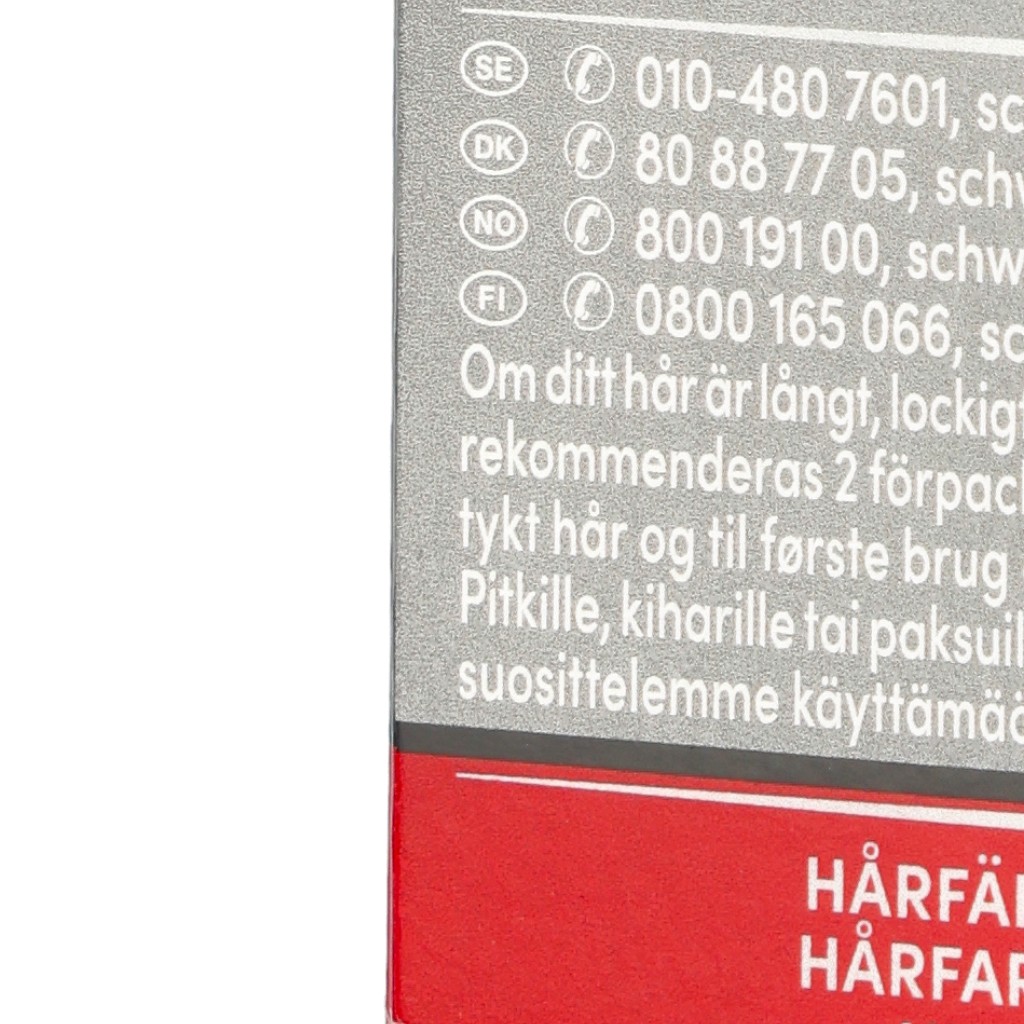 SE 010-480 7601, sc
DK 80 88 77 05, schw
NO 800 191 00, schw
FI 0800 165 066, sc
Om ditt hår är långt, lockigt
rekommenderas 2 förpack
tykt hår og til første brug
Pitkille, kiharille tai paksuil
suosittelemme käyttämää
HÅRFÄR
HÅRFAR